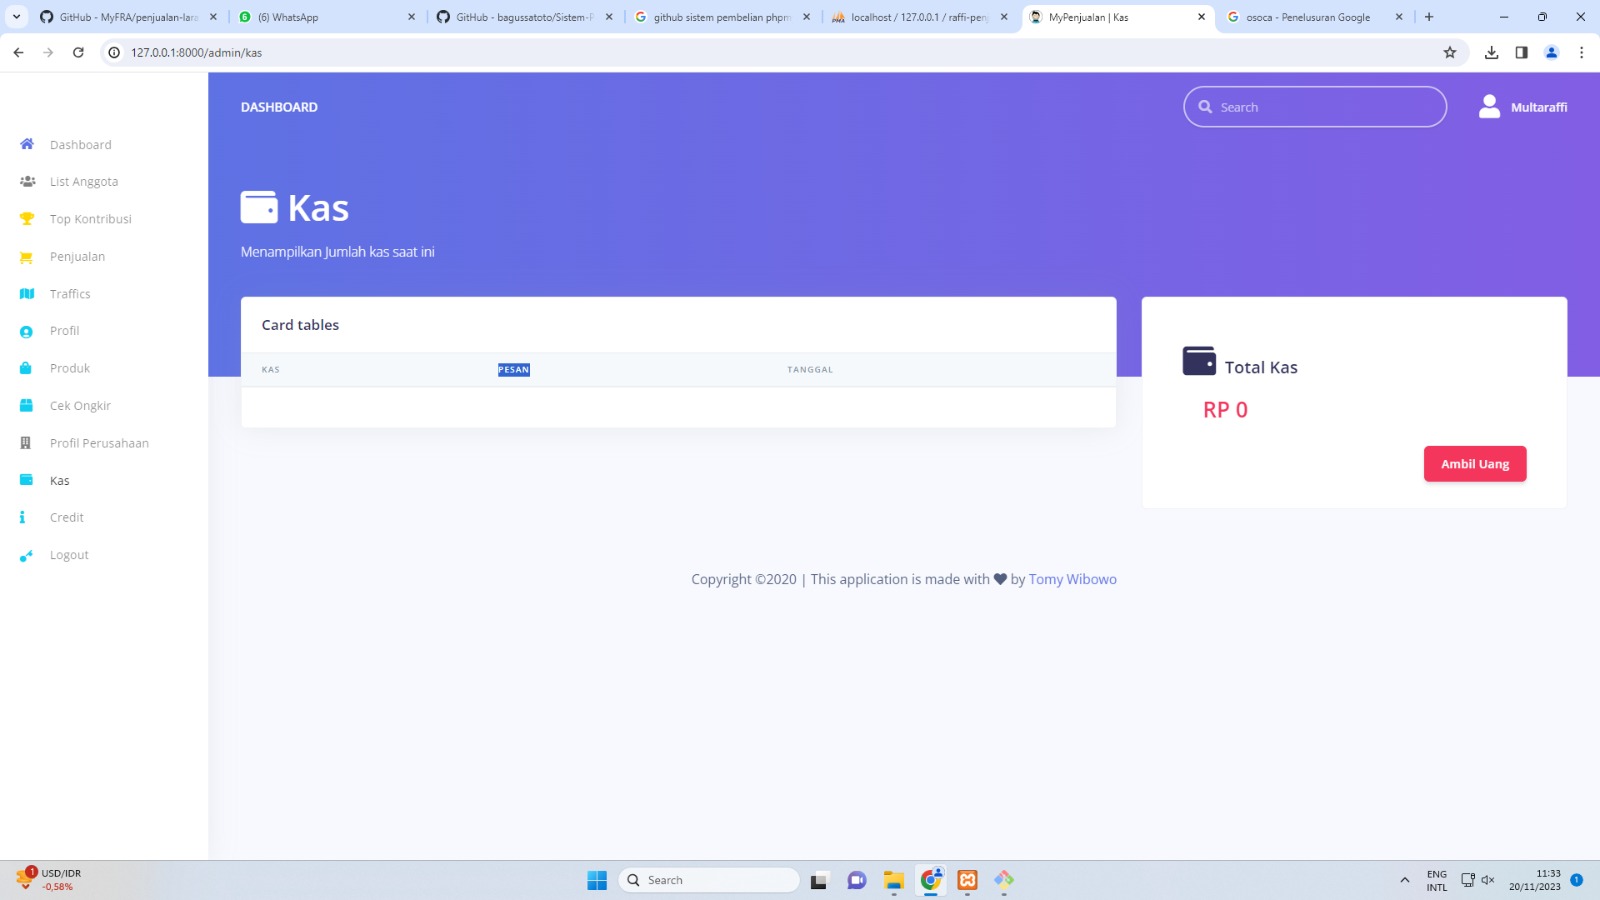 GitHub - MyFRA/penjualan-lara
(6) WhatsApp
GitHub - bagussatoto/Sistem-P
github sistem pembelian phpm
localhost / 127.0.0.1 / raffi-penj
MyPenjualan | Kas
osoca - Penelusuran Google
127.0.0.1:8000/admin/kas
DASHBOARD
Search
Multaraffi
Dashboard
List Anggota
Top Kontribusi
Penjualan
Traffics
Profil
Produk
Cek Ongkir
Profil Perusahaan
Kas
Credit
Logout
Kas
Menampilkan Jumlah kas saat ini
Card tables
KAS PESAN TANGGAL
Total Kas
RP 0
Ambil Uang
Copyright ©2020 | This application is made with ♥ by Tomy Wibowo
1
USD/IDR
-0,58%
Search
ENG
INTL
11:33
20/11/2023
1